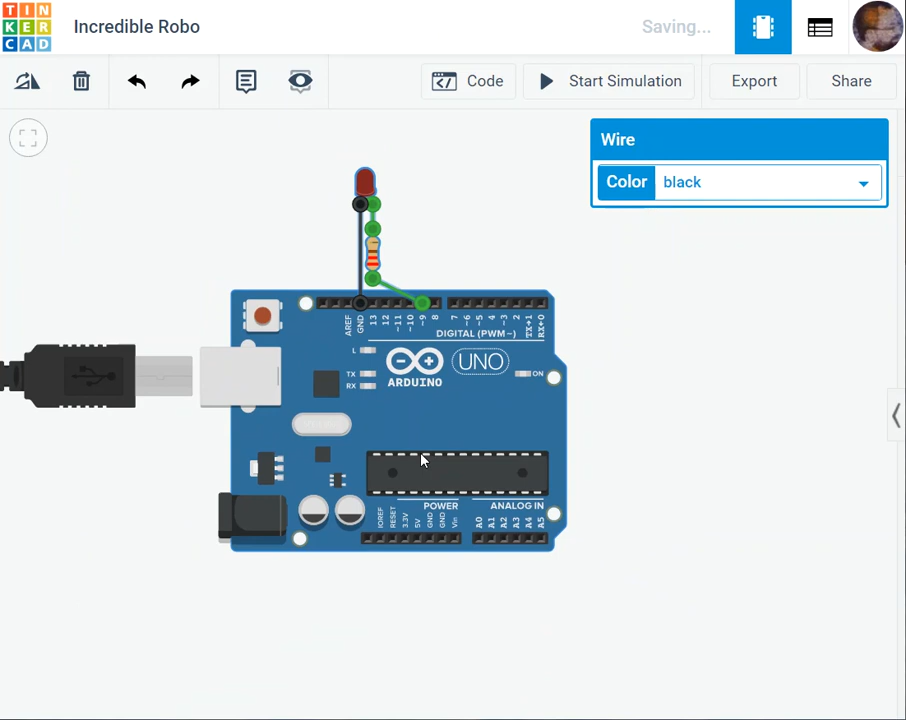 TIN
KER
CAD
Incredible Robo
Saving...
Code
Start Simulation
Export
Share
Wire
Color
black
AREF
GND
13
12
~11
~10
~9
8
7
~6
~5
4
~3
2
TX→1
RX←0
DIGITAL (PWM~)
L
TX
RX
ARDUINO
UNO
ON
POWER
ANALOG IN
IOREF
RESET
3.3V
5V
GND
GND
Vin
A0
A1
A2
A3
A4
A5